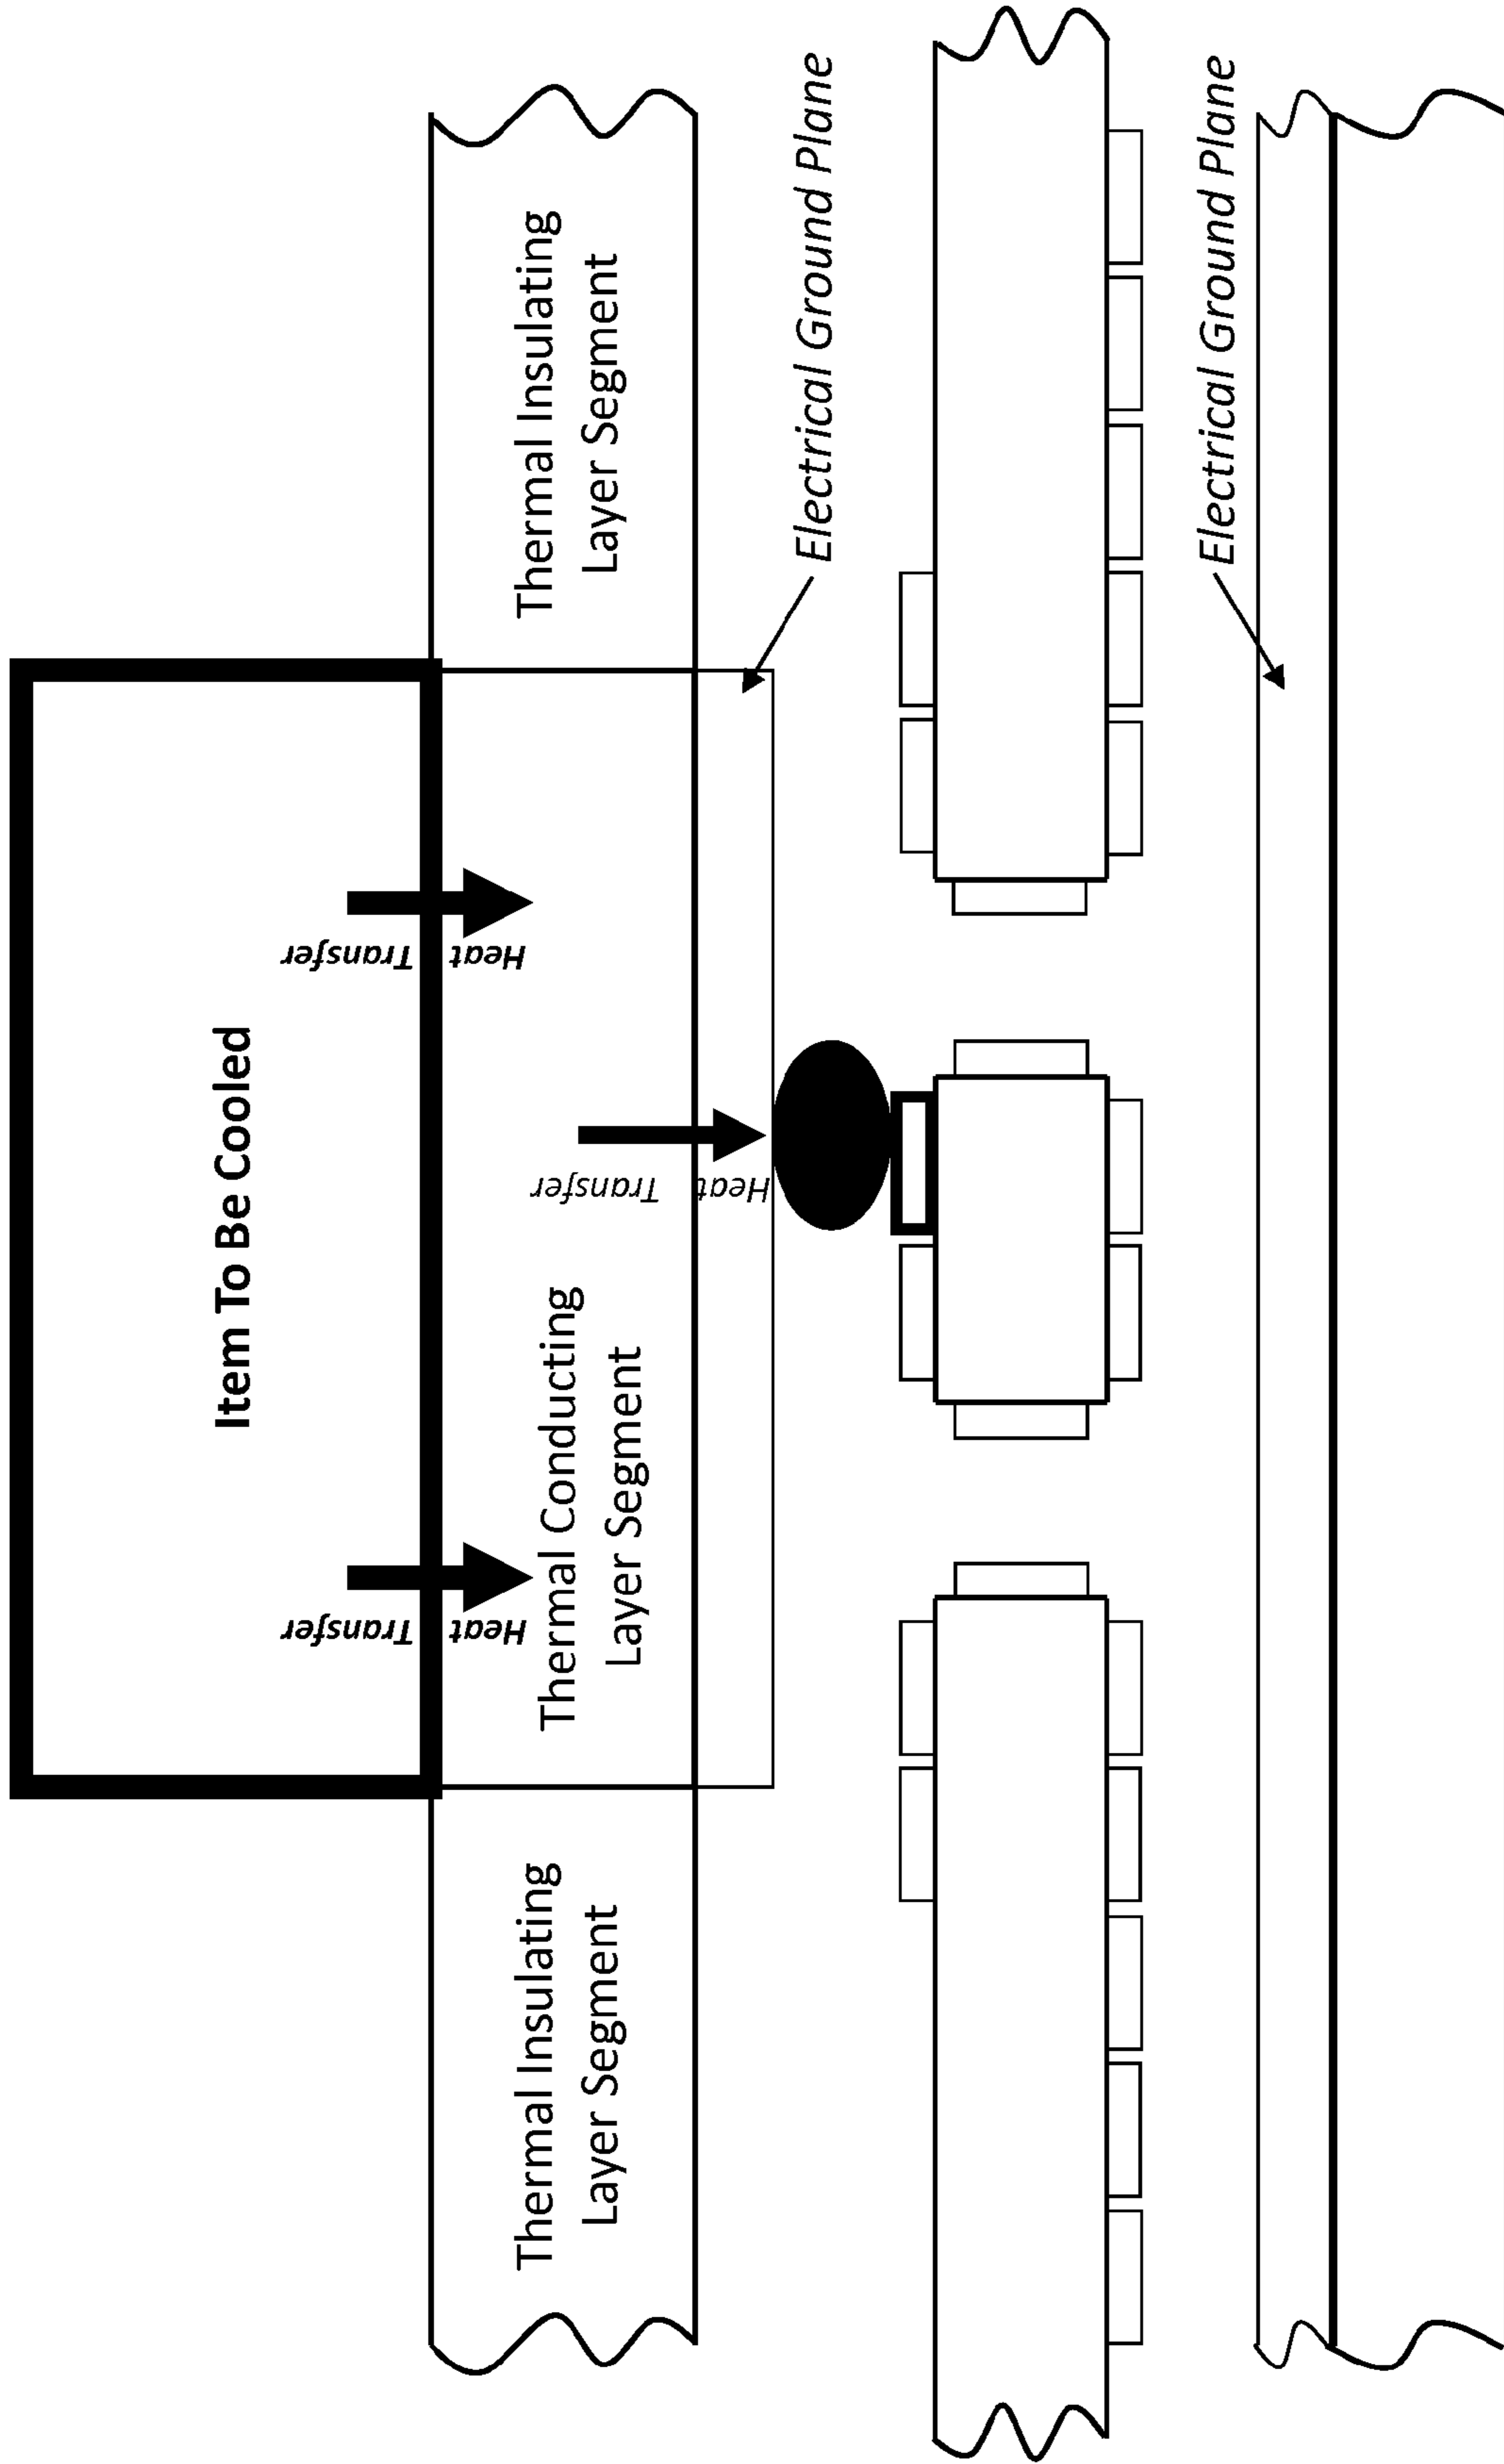 Item To Be Cooled
Heat
Transfer
Heat
Transfer
Thermal Insulating
Layer Segment
Thermal Conducting
Layer Segment
Heat
Transfer
Thermal Insulating
Layer Segment
Electrical Ground Plane
Electrical Ground Plane